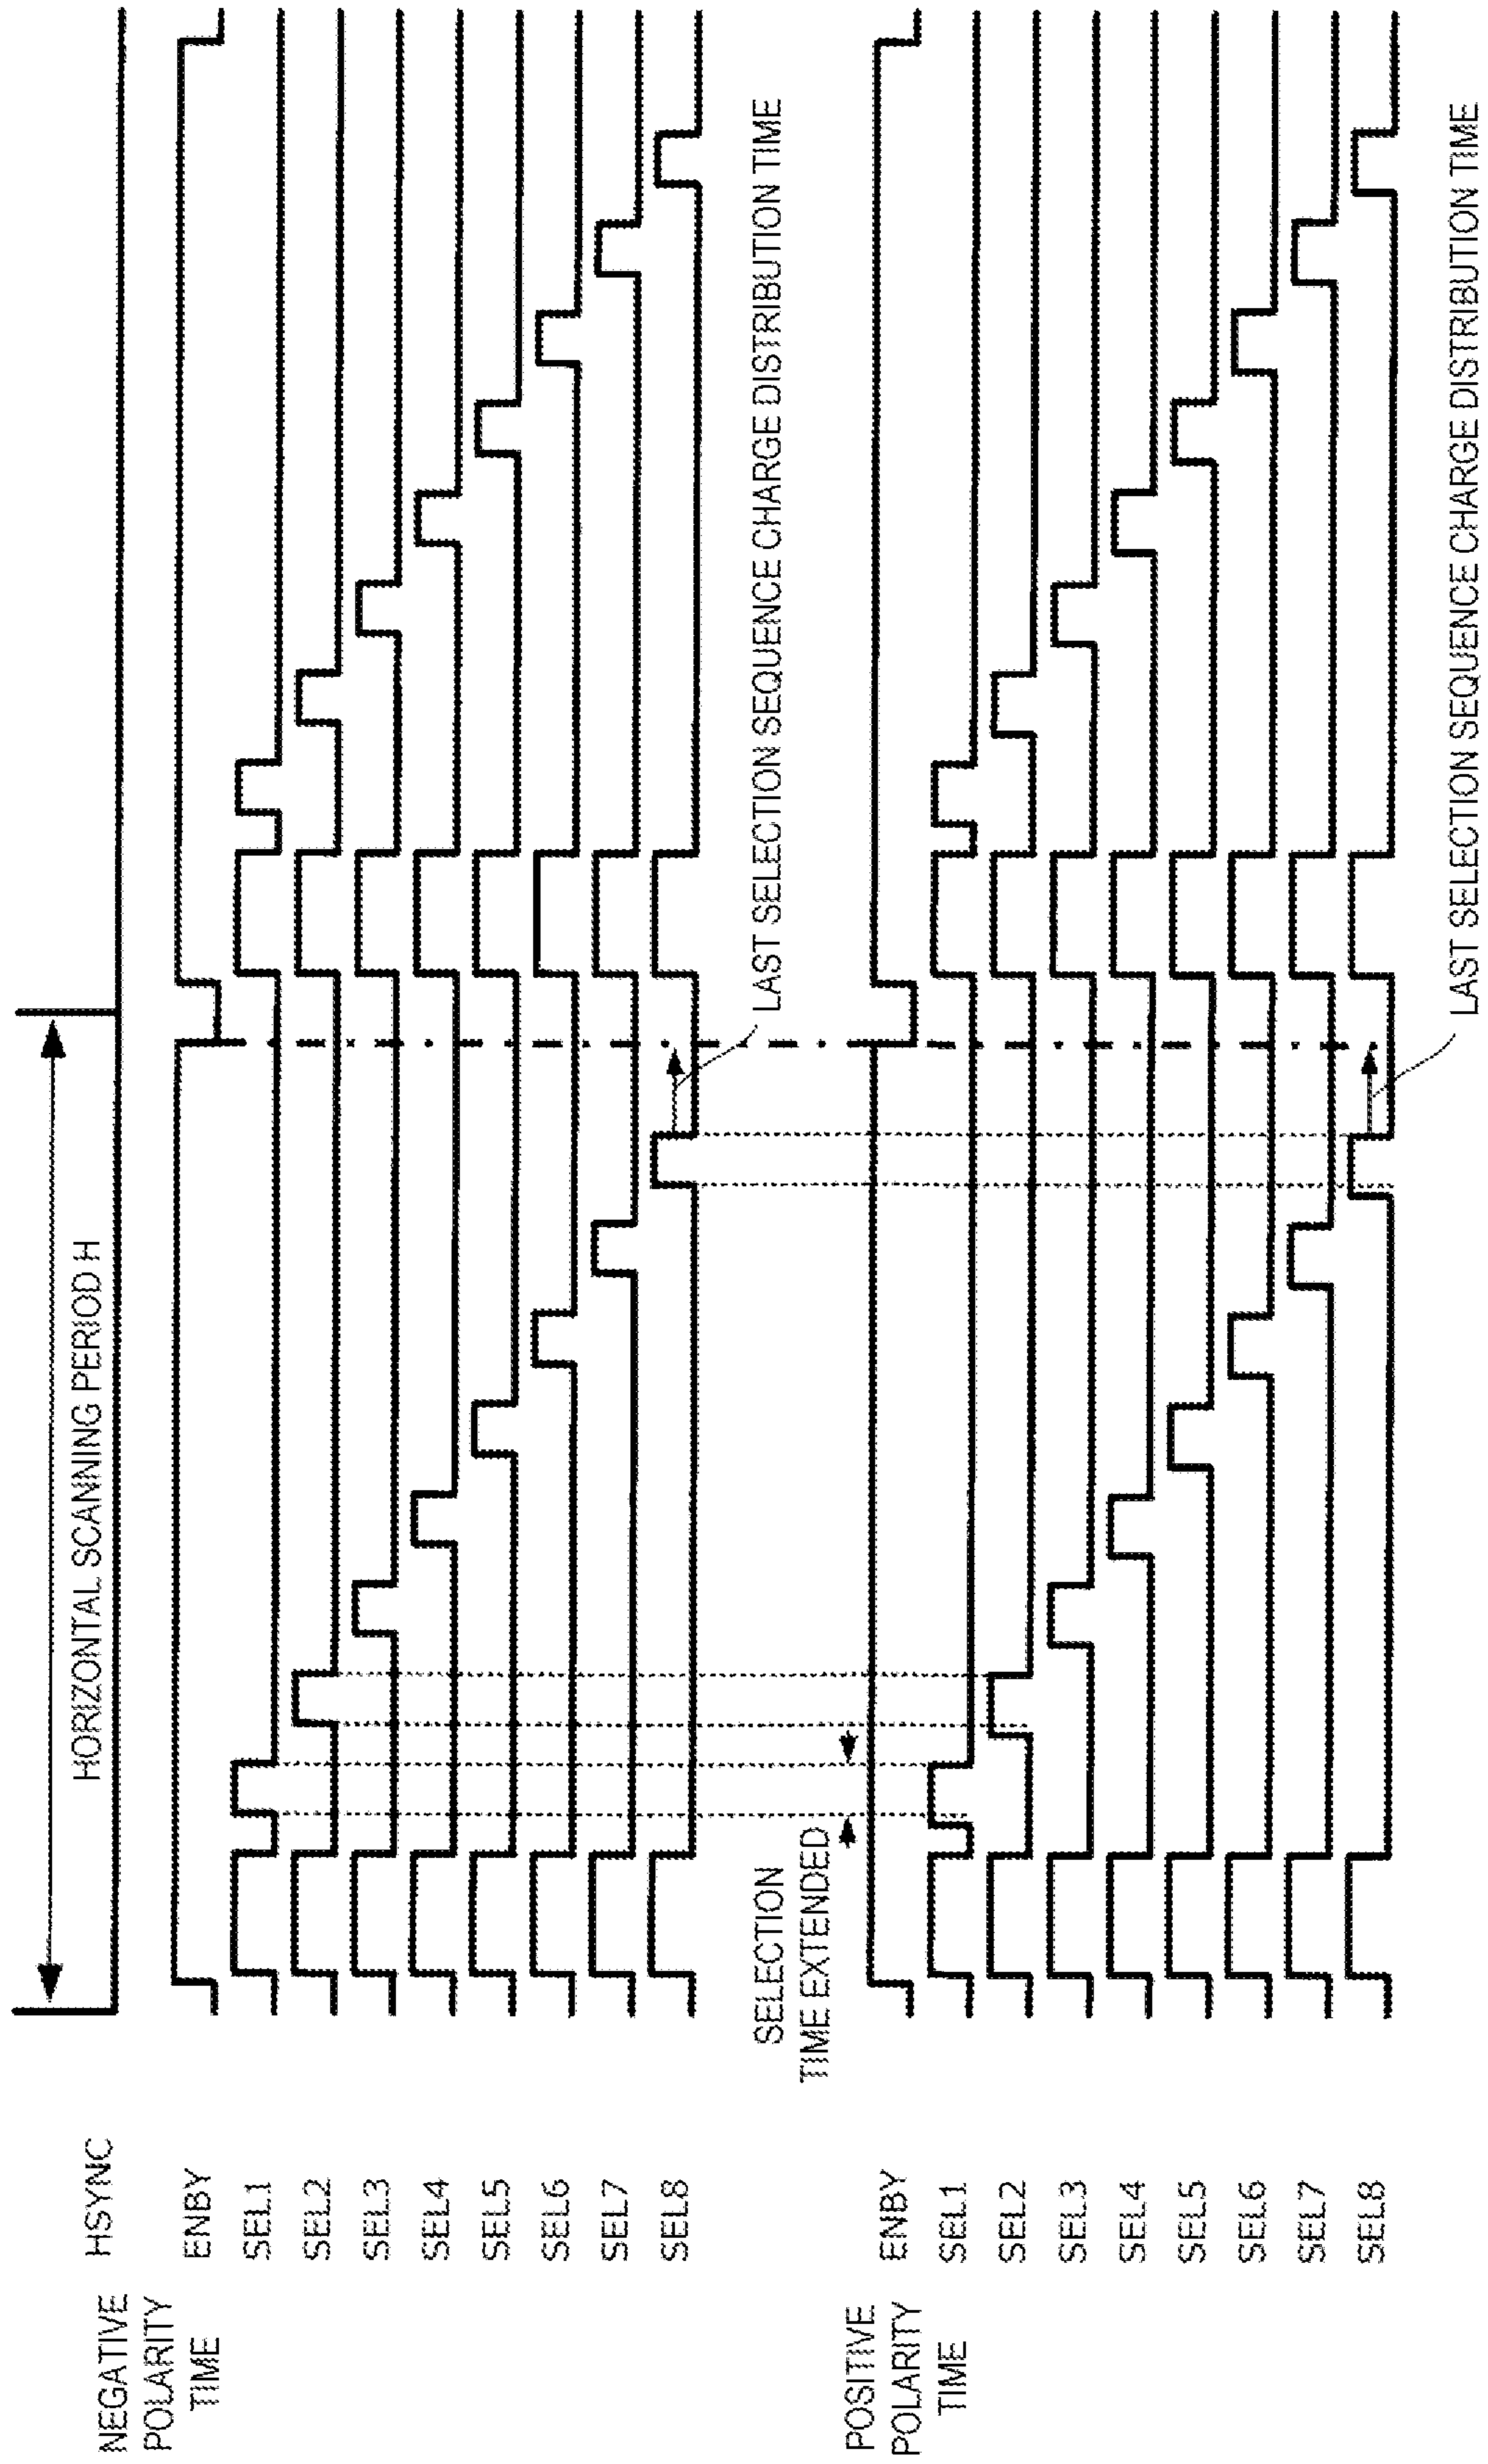 HORIZONTAL SCANNING PERIOD H
HSYNC
NEGATIVE
POLARITY
TIME
ENBY
SEL1
SEL2
SEL3
SEL4
SEL5
SEL6
SEL7
SEL8
LAST SELECTION SEQUENCE CHARGE DISTRIBUTION TIME
SELECTION
TIME EXTENDED
POSITIVE
POLARITY
TIME
ENBY
SEL1
SEL2
SEL3
SEL4
SEL5
SEL6
SEL7
SEL8
LAST SELECTION SEQUENCE CHARGE DISTRIBUTION TIME